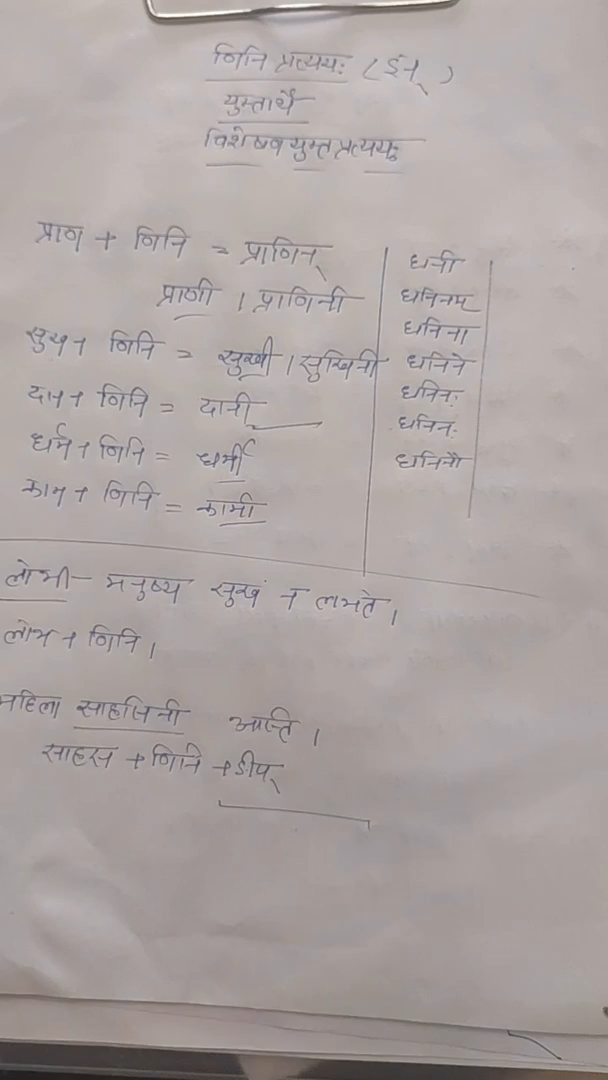 णिनि प्रत्ययः (इन्)
युक्तार्थे
विशेषणयुक्तप्रत्ययः
प्राण + णिनि = प्राणिन्
प्राणी । प्राणिनी
सुख + णिनि = सुखी । सुखिनी
दान + णिनि = दानी
धर्म + णिनि = धर्मी
काम + णिनि = कामी
धनी
धनिनम्
धनिना
धनिने
धनिनः
धनिनः
धनिनौ
लोभी - मनुष्य सुखं न लभते ।
लोभ + णिनि ।
महिला साहसिनी अस्ति ।
साहस + णिनि + ङीप्